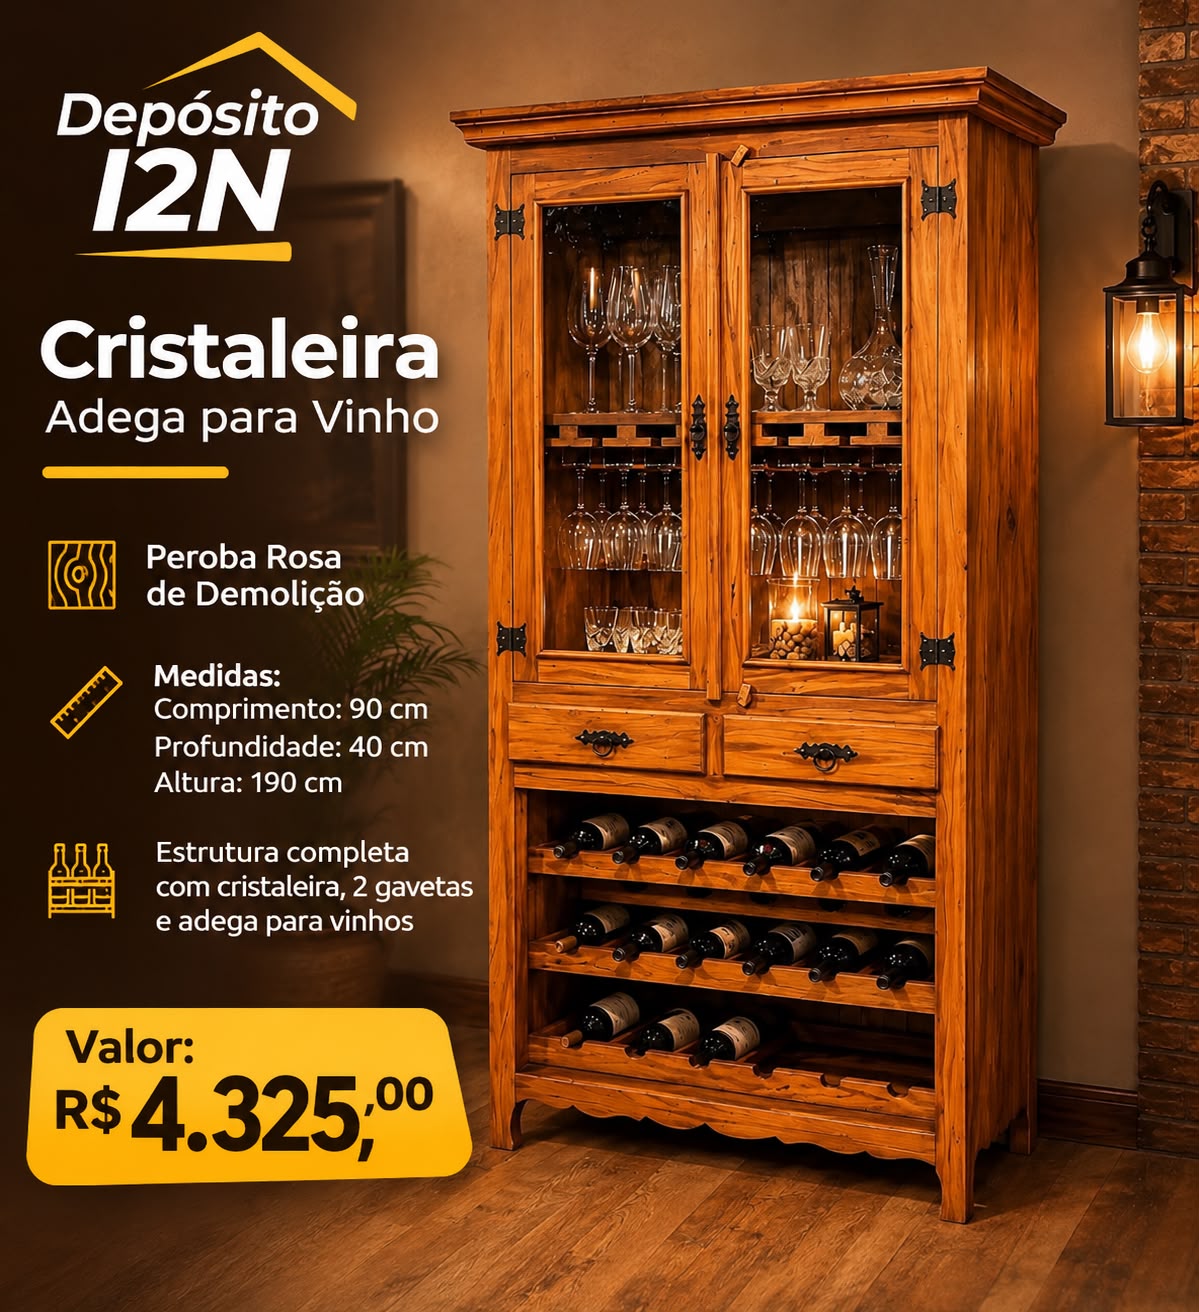 Depósito
I2N
Cristaleira
Adega para Vinho
Peroba Rosa
de Demolição
Medidas:
Comprimento: 90 cm
Profundidade: 40 cm
Altura: 190 cm
Estrutura completa
com cristaleira, 2 gavetas
e adega para vinhos
Valor:
R$ 4.325,,00